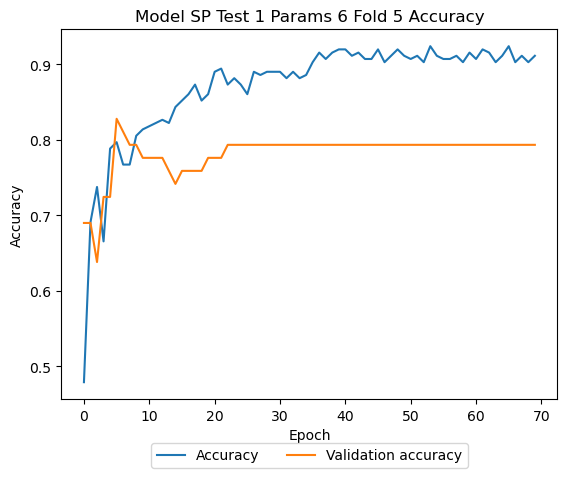 Model SP Test 1 Params 6 Fold 5 Accuracy
Accuracy
0.9
0.8
0.7
0.6
0.5
0 10 20 30 40 50 60 70
Epoch
Accuracy Validation accuracy